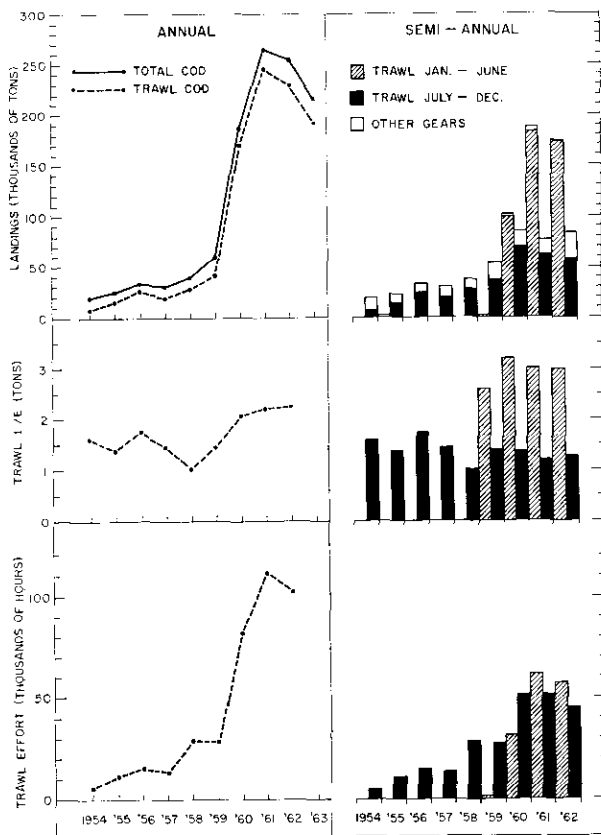 ANNUAL
SEMI - ANNUAL
TOTAL COD
TRAWL COD
TRAWL JAN. - JUNE
TRAWL JULY - DEC.
OTHER GEARS
LANDINGS (THOUSANDS OF TONS)
300
250
200
150
100
50
0
TRAWL 1/E (TONS)
3
2
1
0
TRAWL EFFORT (THOUSANDS OF HOURS)
100
50
0
1954 '55 '56 '57 '58 '59 '60 '61 '62 '63
1954 '55 '56 '57 '58 '59 '60 '61 '62